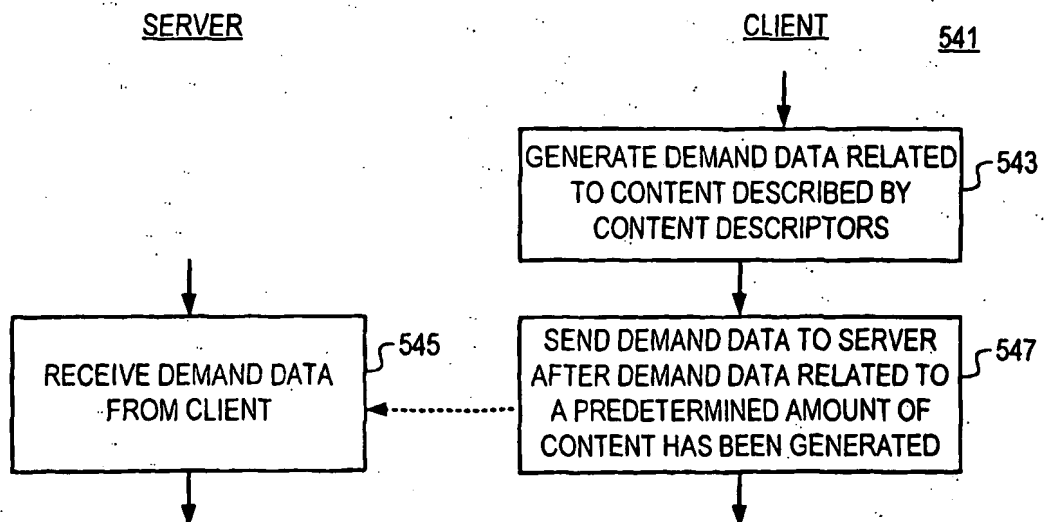 SERVER
CLIENT
541
GENERATE DEMAND DATA RELATED
TO CONTENT DESCRIBED BY
CONTENT DESCRIPTORS
543
RECEIVE DEMAND DATA
FROM CLIENT
545
SEND DEMAND DATA TO SERVER
AFTER DEMAND DATA RELATED TO
A PREDETERMINED AMOUNT OF
CONTENT HAS BEEN GENERATED
547